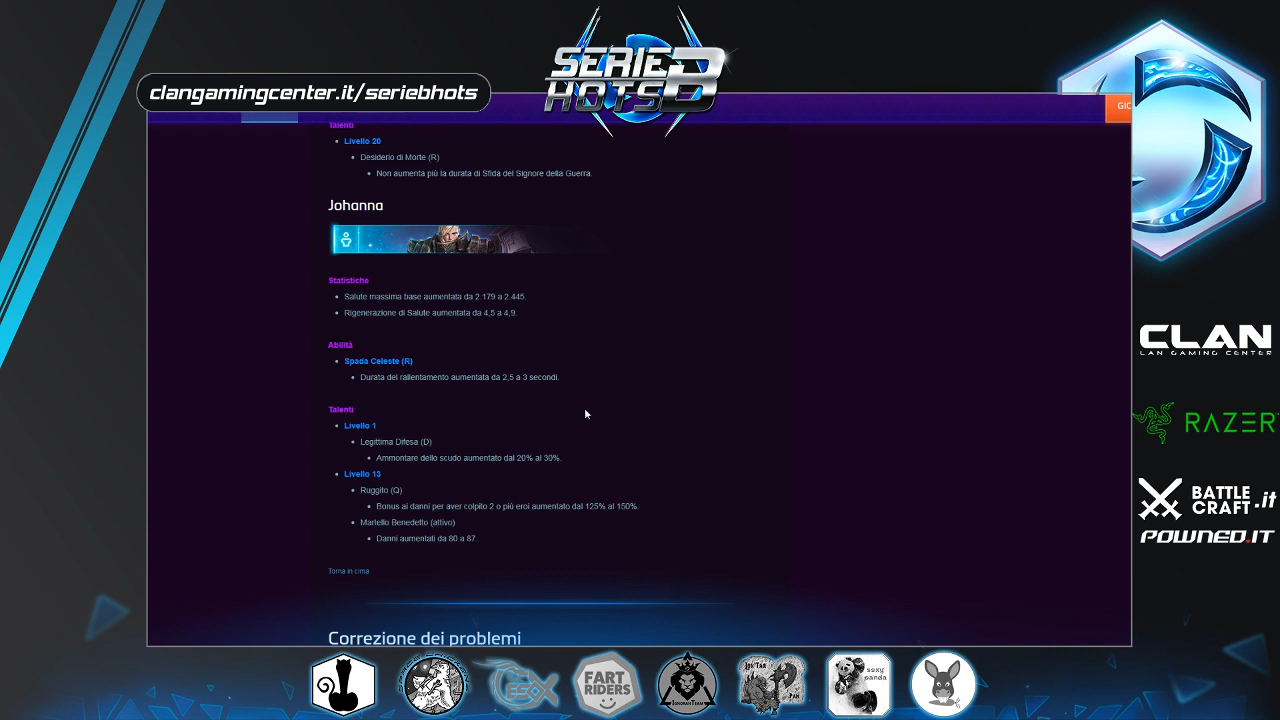 SERIE B
HOTS
clangamingcenter.it/seriebhots
GIO
Talenti
Livello 20
Desiderio di Morte (R)
Non aumenta più la durata di Sfida del Signore della Guerra.
Johanna
Statistiche
Salute massima base aumentata da 2.179 a 2.445.
Rigenerazione di Salute aumentata da 4,5 a 4,9.
Abilità
Spada Celeste (R)
Durata del rallentamento aumentata da 2,5 a 3 secondi.
Talenti
Livello 1
Legittima Difesa (D)
Ammontare dello scudo aumentato dal 20% al 30%.
Livello 13
Ruggito (Q)
Bonus ai danni per aver colpito 2 o più eroi aumentato dal 125% al 150%.
Martello Benedetto (attivo)
Danni aumentati da 80 a 87.
Torna in cima
Correzione dei problemi
CLAN
LAN GAMING CENTER
RAZER
BATTLE
CRAFT.it
POWNED.IT
FART
RIDERS
IGNORANTEAM
sexy
panda